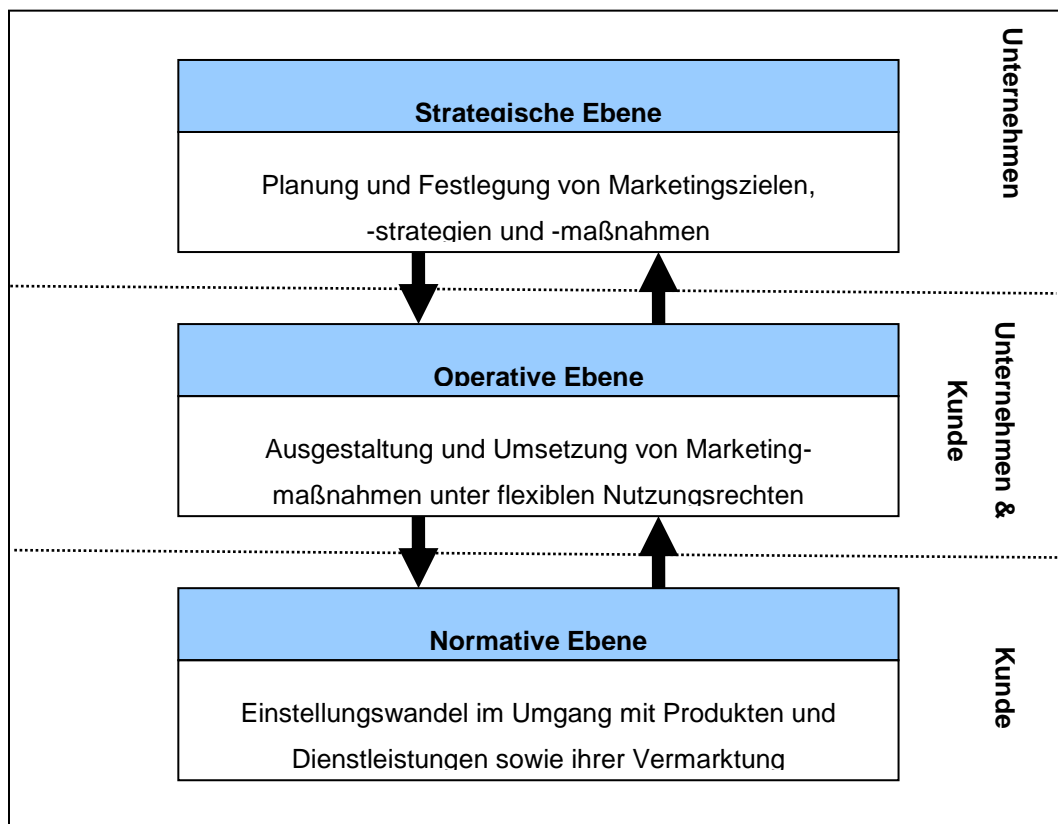 Unternehmen
Strategische Ebene
Planung und Festlegung von Marketingszielen,
-strategien und -maßnahmen
Unternehmen &
Kunde
Operative Ebene
Ausgestaltung und Umsetzung von Marketing-
maßnahmen unter flexiblen Nutzungsrechten
Kunde
Normative Ebene
Einstellungswandel im Umgang mit Produkten und
Dienstleistungen sowie ihrer Vermarktung